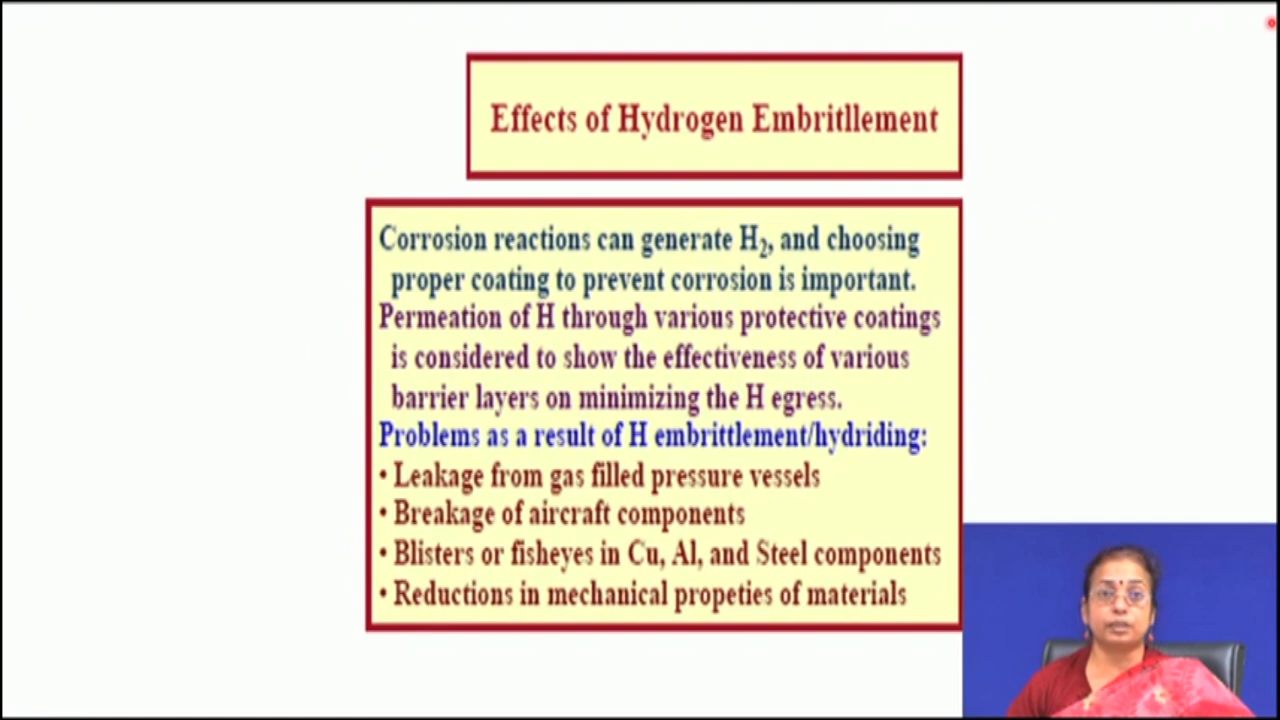 Effects of Hydrogen Embritllement
Corrosion reactions can generate H₂, and choosing
proper coating to prevent corrosion is important.
Permeation of H through various protective coatings
is considered to show the effectiveness of various
barrier layers on minimizing the H egress.
Problems as a result of H embrittlement/hydriding:
• Leakage from gas filled pressure vessels
• Breakage of aircraft components
• Blisters or fisheyes in Cu, Al, and Steel components
• Reductions in mechanical propeties of materials